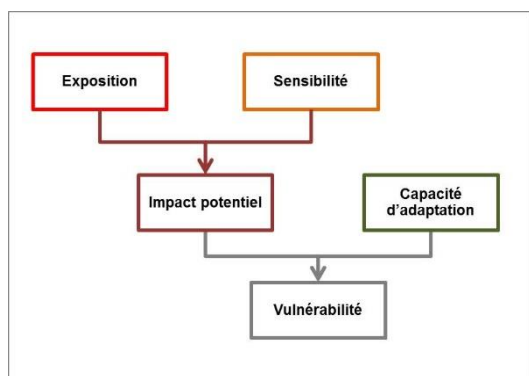 Exposition
Sensibilité
Impact potentiel
Capacité
d'adaptation
Vulnérabilité